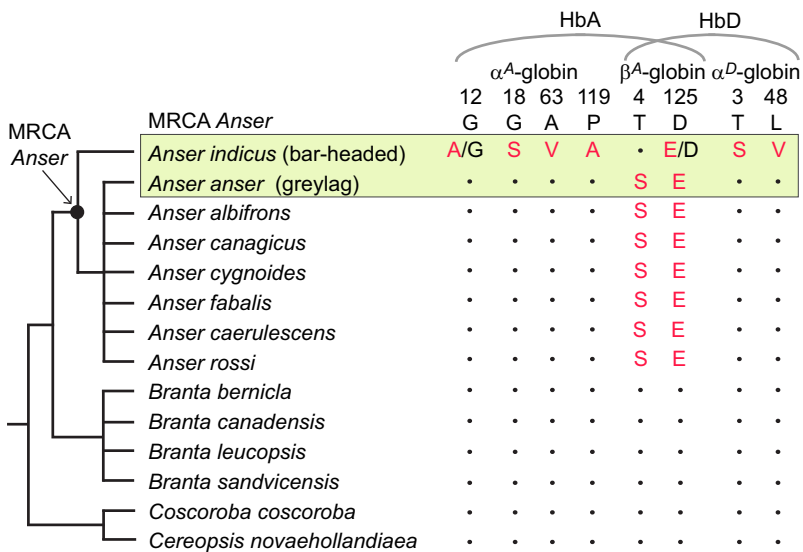 HbA HbD
αᴬ-globin βᴬ-globin αᴰ-globin
12 18 63 119 4 125 3 48
MRCA Anser G G A P T D T L
MRCA
Anser
Anser indicus (bar-headed) A/G S V A · E/D S V
Anser anser (greylag) · · · · S E · ·
Anser albifrons · · · · S E · ·
Anser canagicus · · · · S E · ·
Anser cygnoides · · · · S E · ·
Anser fabalis · · · · S E · ·
Anser caerulescens · · · · S E · ·
Anser rossi · · · · S E · ·
Branta bernicla · · · · · · · ·
Branta canadensis · · · · · · · ·
Branta leucopsis · · · · · · · ·
Branta sandvicensis · · · · · · · ·
Coscoroba coscoroba · · · · · · · ·
Cereopsis novaehollandiaea · · · · · · · ·